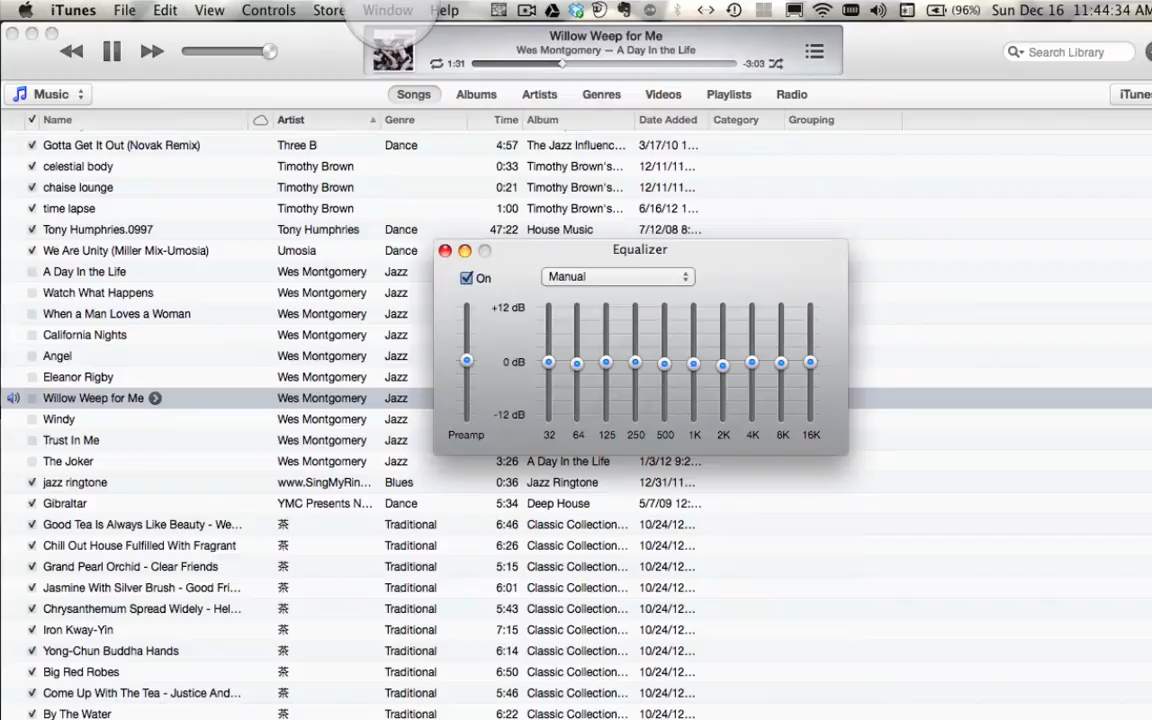 iTunes File Edit View Controls Store Window Help (96%) Sun Dec 16 11:44:34 AM
Willow Weep for Me
Wes Montgomery — A Day in the Life
1:31 -3:03
Search Library
Music Songs Albums Artists Genres Videos Playlists Radio iTune
✓ Name Artist Genre Time Album Date Added Category Grouping
Gotta Get It Out (Novak Remix) Three B Dance 4:57 The Jazz Influenc... 3/17/10 1...
celestial body Timothy Brown 0:33 Timothy Brown's... 12/11/11...
chaise lounge Timothy Brown 0:21 Timothy Brown's... 12/11/11...
time lapse Timothy Brown 1:00 Timothy Brown's... 6/16/12 1...
Tony Humphries.0997 Tony Humphries Dance 47:22 House Music 7/12/08 8:...
We Are Unity (Miller Mix-Umosia) Umosia Dance
A Day In the Life Wes Montgomery Jazz
Watch What Happens Wes Montgomery Jazz
When a Man Loves a Woman Wes Montgomery Jazz
California Nights Wes Montgomery Jazz
Angel Wes Montgomery Jazz
Eleanor Rigby Wes Montgomery Jazz
Willow Weep for Me Wes Montgomery Jazz
Windy Wes Montgomery Jazz
Trust In Me Wes Montgomery Jazz
The Joker Wes Montgomery Jazz 3:26 A Day In the Life 1/3/12 9:2...
Equalizer
On Manual
+12 dB
0 dB
-12 dB
Preamp 32 64 125 250 500 1K 2K 4K 8K 16K
jazz ringtone www.SingMyRin... Blues 0:36 Jazz Ringtone 12/31/11...
Gibraltar YMC Presents N... Dance 5:34 Deep House 5/7/09 12:...
Good Tea Is Always Like Beauty - We... 茶 Traditional 6:46 Classic Collection... 10/24/12...
Chill Out House Fulfilled With Fragrant 茶 Traditional 6:26 Classic Collection... 10/24/12...
Grand Pearl Orchid - Clear Friends 茶 Traditional 5:15 Classic Collection... 10/24/12...
Jasmine With Silver Brush - Good Fri... 茶 Traditional 6:01 Classic Collection... 10/24/12...
Chrysanthemum Spread Widely - Hel... 茶 Traditional 5:43 Classic Collection... 10/24/12...
Iron Kway-Yin 茶 Traditional 7:15 Classic Collection... 10/24/12...
Yong-Chun Buddha Hands 茶 Traditional 6:14 Classic Collection... 10/24/12...
Big Red Robes 茶 Traditional 6:50 Classic Collection... 10/24/12...
Come Up With The Tea - Justice And... 茶 Traditional 5:46 Classic Collection... 10/24/12...
By The Water 茶 Traditional 6:22 Classic Collection... 10/24/12...